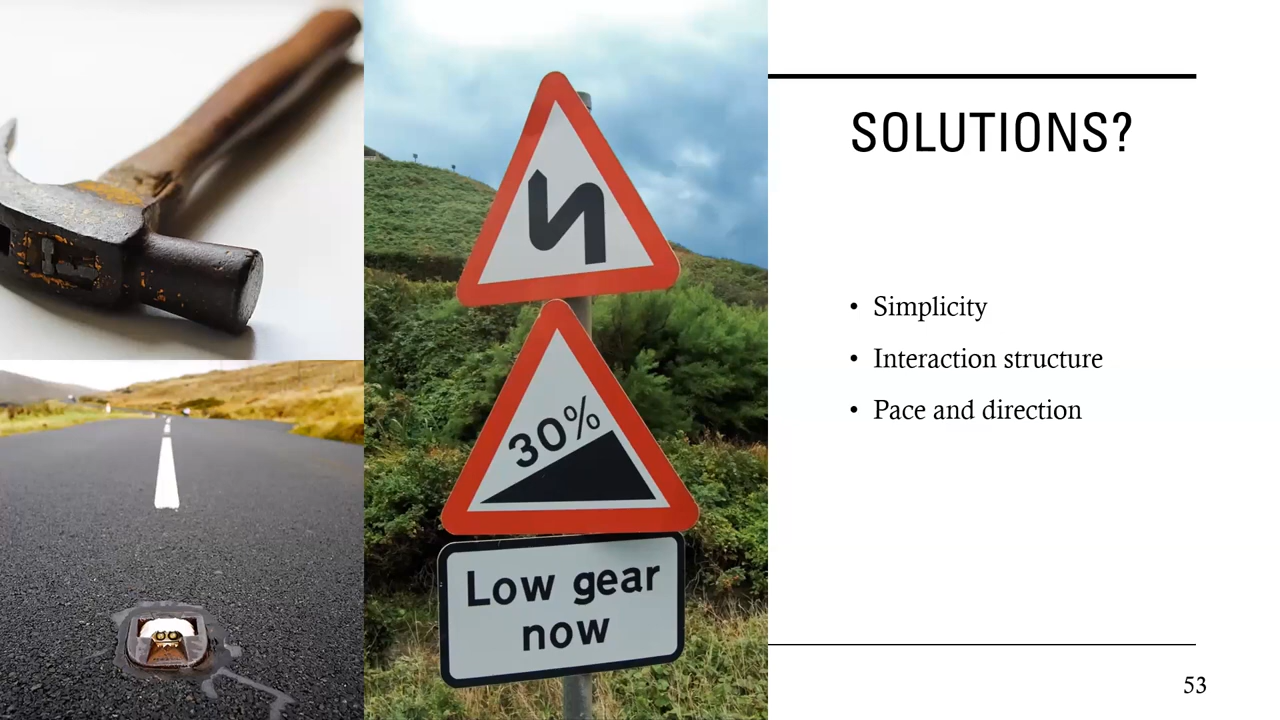 30%
Low gear
now
SOLUTIONS?
• Simplicity
• Interaction structure
• Pace and direction
53